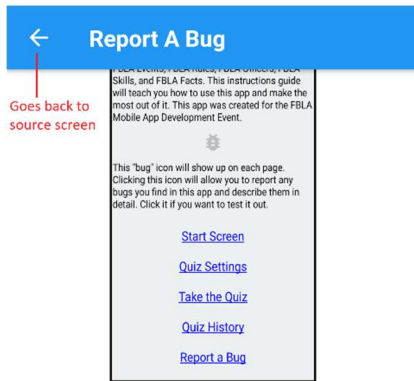 Report A Bug
FBLA Events, FBLA Rules, FBLA Officers, FBLA
Skills, and FBLA Facts. This instructions guide
will teach you how to use this app and make the
most out of it. This app was created for the FBLA
Mobile App Development Event.
Goes back to
source screen
This "bug" icon will show up on each page.
Clicking this icon will allow you to report any
bugs you find in this app and describe them in
detail. Click it if you want to test it out.
Start Screen
Quiz Settings
Take the Quiz
Quiz History
Report a Bug